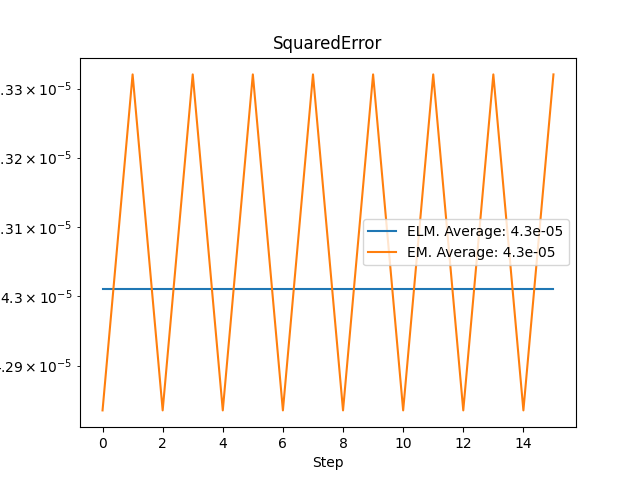 SquaredError
.33 × 10⁻⁵
.32 × 10⁻⁵
.31 × 10⁻⁵
4.3 × 10⁻⁵
4.29 × 10⁻⁵
ELM. Average: 4.3e-05
EM. Average: 4.3e-05
0 2 4 6 8 10 12 14
Step